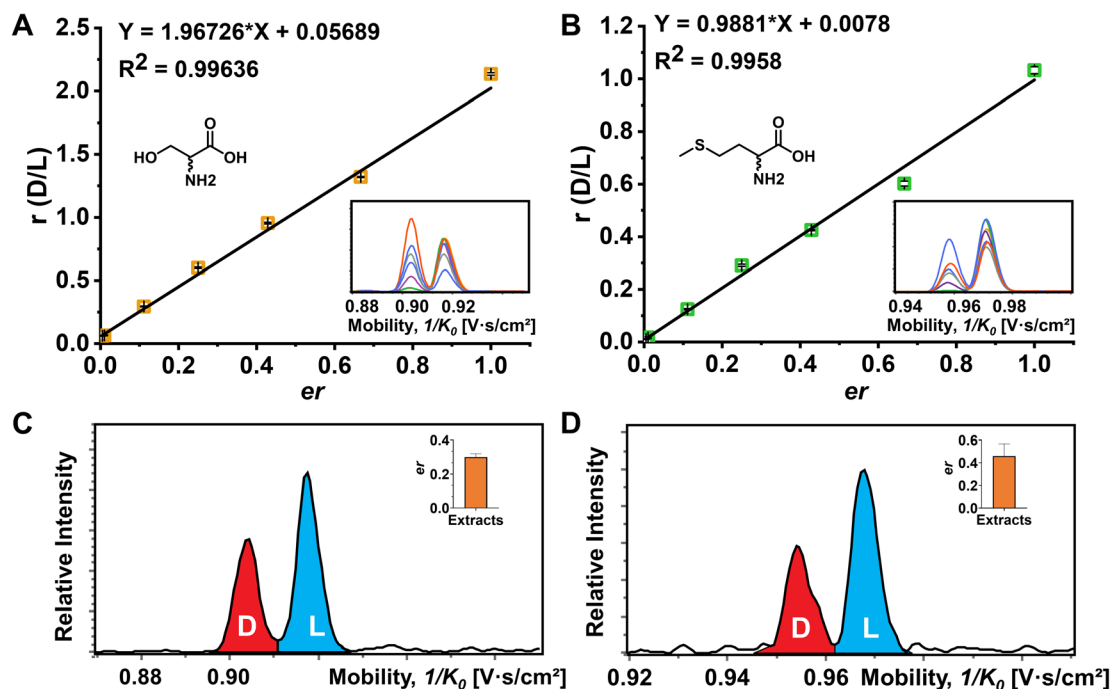 A
Y = 1.96726*X + 0.05689
R² = 0.99636
r (D/L)
2.5
2.0
1.5
1.0
0.5
0.0
HO
O
OH
NH2
0.88 0.90 0.92
Mobility, 1/K₀ [V·s/cm²]
0.0 0.2 0.4 0.6 0.8 1.0
er
B
Y = 0.9881*X + 0.0078
R² = 0.9958
r (D/L)
1.2
1.0
0.8
0.6
0.4
0.2
0.0
S
O
OH
NH2
0.94 0.96 0.98
Mobility, 1/K₀ [V·s/cm²]
0.0 0.2 0.4 0.6 0.8 1.0
er
C
Relative Intensity
er
0.4
0.2
0.0
Extracts
D L
0.88 0.90 Mobility, 1/K₀ [V·s/cm²]
D
Relative Intensity
er
0.6
0.4
0.2
0.0
Extracts
D L
0.92 0.94 0.96 Mobility, 1/K₀ [V·s/cm²]